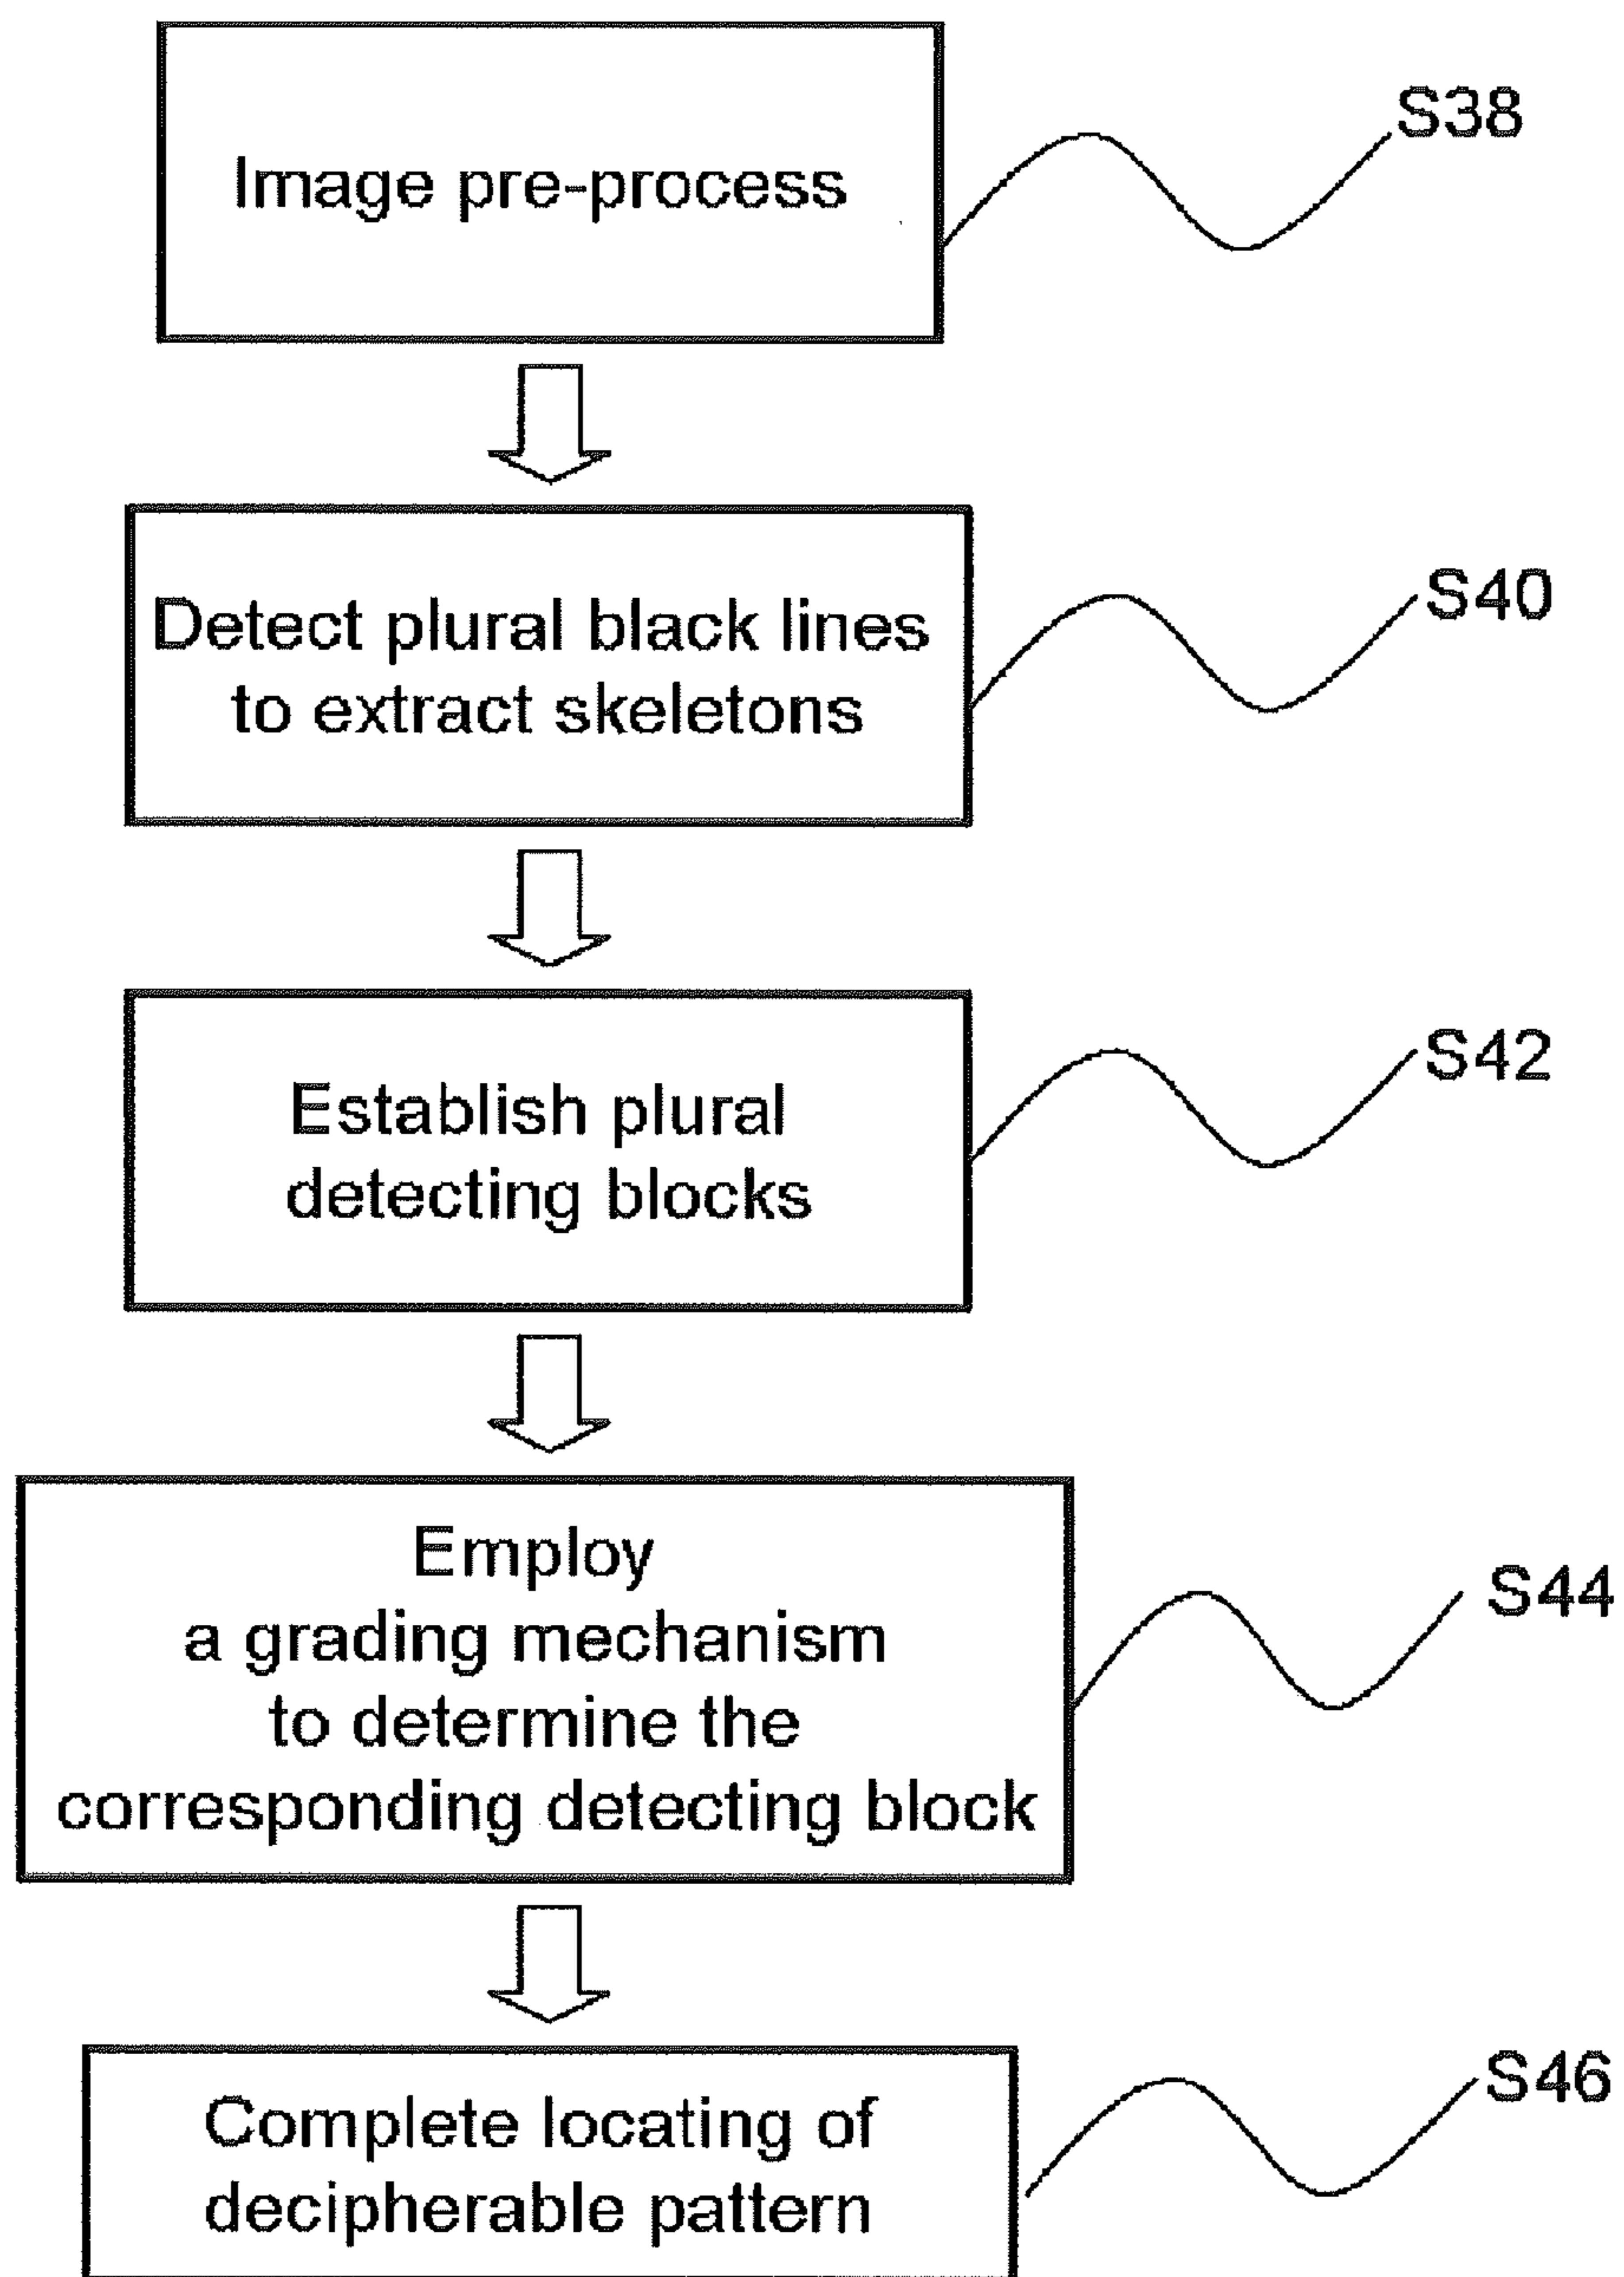 Image pre-process
S38
Detect plural black lines
to extract skeletons
S40
Establish plural
detecting blocks
S42
Employ
a grading mechanism
to determine the
corresponding detecting block
S44
Complete locating of
decipherable pattern
S46